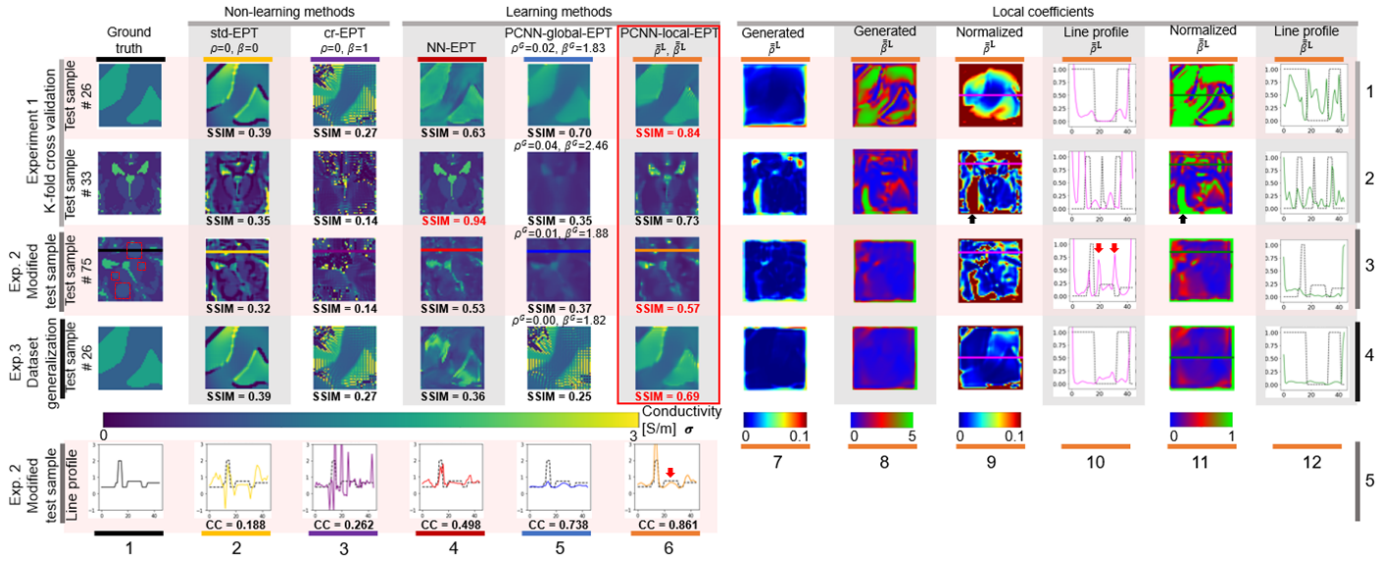 Non-learning methods
Learning methods
Local coefficients
Ground truth
std-EPT
ρ=0, β=0
cr-EPT
ρ=0, β=1
NN-EPT
PCNN-global-EPT
ρᴳ=0.02, βᴳ=1.83
PCNN-local-EPT
ρ̄ᴸ, β̄ᴸ
Generated ρ̄ᴸ
Generated β̄ᴸ
Normalized ρ̄ᴸ
Line profile ρ̄ᴸ
Normalized β̄ᴸ
Line profile β̄ᴸ
Experiment 1
K-fold cross validation
Test sample # 26
SSIM = 0.39
SSIM = 0.27
SSIM = 0.63
SSIM = 0.70
SSIM = 0.84
1
ρᴳ=0.04, βᴳ=2.46
Test sample # 33
SSIM = 0.35
SSIM = 0.14
SSIM = 0.94
SSIM = 0.35
SSIM = 0.73
2
ρᴳ=0.01, βᴳ=1.88
Exp. 2
Modified
test sample
Test sample # 75
SSIM = 0.32
SSIM = 0.14
SSIM = 0.53
SSIM = 0.37
SSIM = 0.57
3
ρᴳ=0.00, βᴳ=1.82
Exp.3
Dataset
generalization
Test sample # 26
SSIM = 0.39
SSIM = 0.27
SSIM = 0.36
SSIM = 0.25
SSIM = 0.69
4
0
3
Conductivity
[S/m] σ
0 0.1
0 5
0 0.1
0 1
7 8 9 10 11 12
Exp. 2
Modified
test sample
Line profile
CC = 0.188
CC = 0.262
CC = 0.498
CC = 0.738
CC = 0.861
5
1 2 3 4 5 6